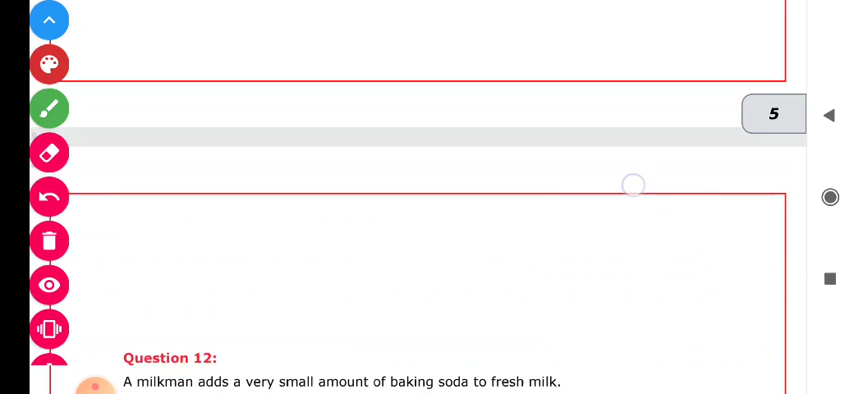 5
Question 12:
A milkman adds a very small amount of baking soda to fresh milk.